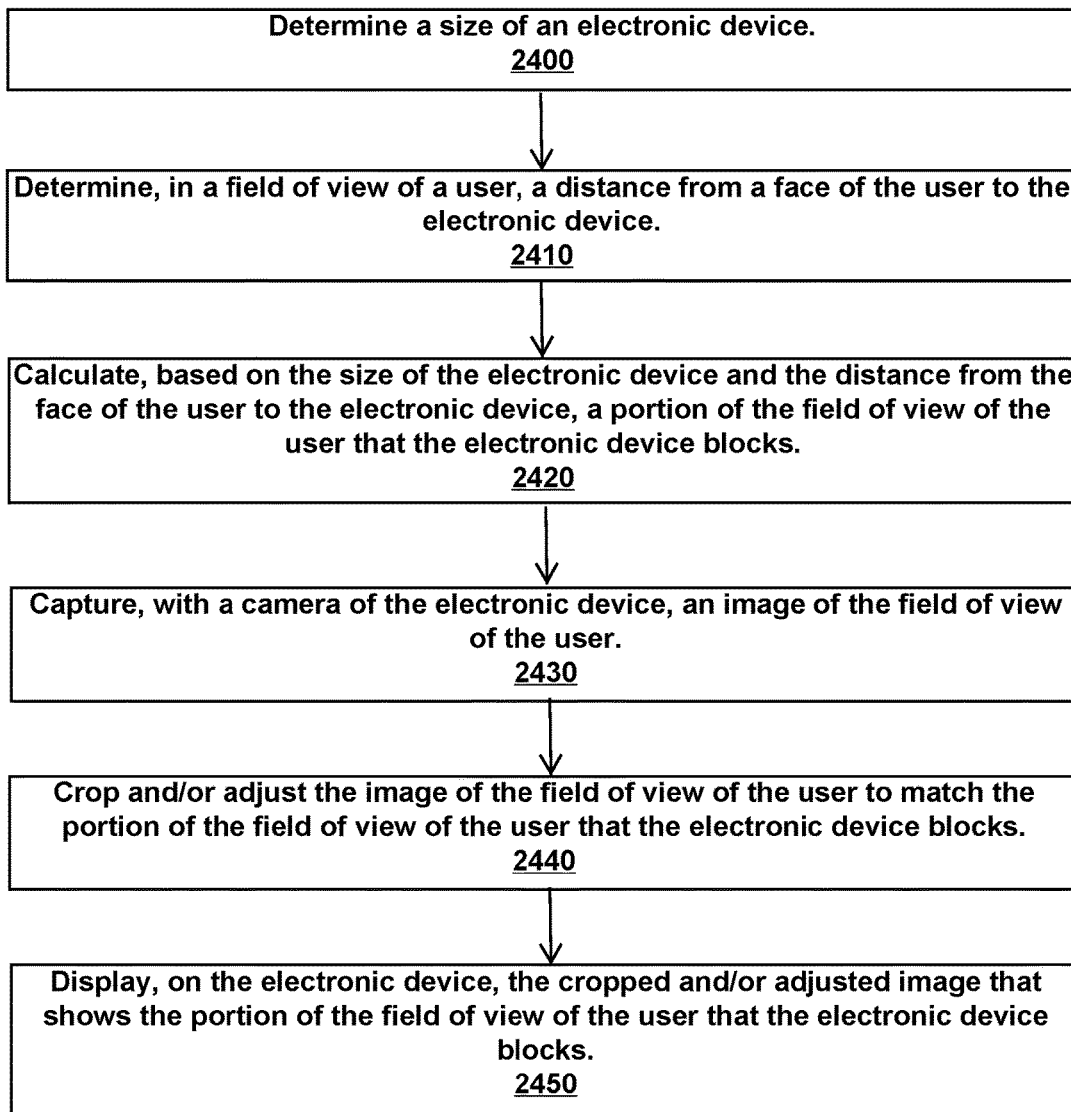 Determine a size of an electronic device.
2400
Determine, in a field of view of a user, a distance from a face of the user to the
electronic device.
2410
Calculate, based on the size of the electronic device and the distance from the
face of the user to the electronic device, a portion of the field of view of the
user that the electronic device blocks.
2420
Capture, with a camera of the electronic device, an image of the field of view
of the user.
2430
Crop and/or adjust the image of the field of view of the user to match the
portion of the field of view of the user that the electronic device blocks.
2440
Display, on the electronic device, the cropped and/or adjusted image that
shows the portion of the field of view of the user that the electronic device
blocks.
2450